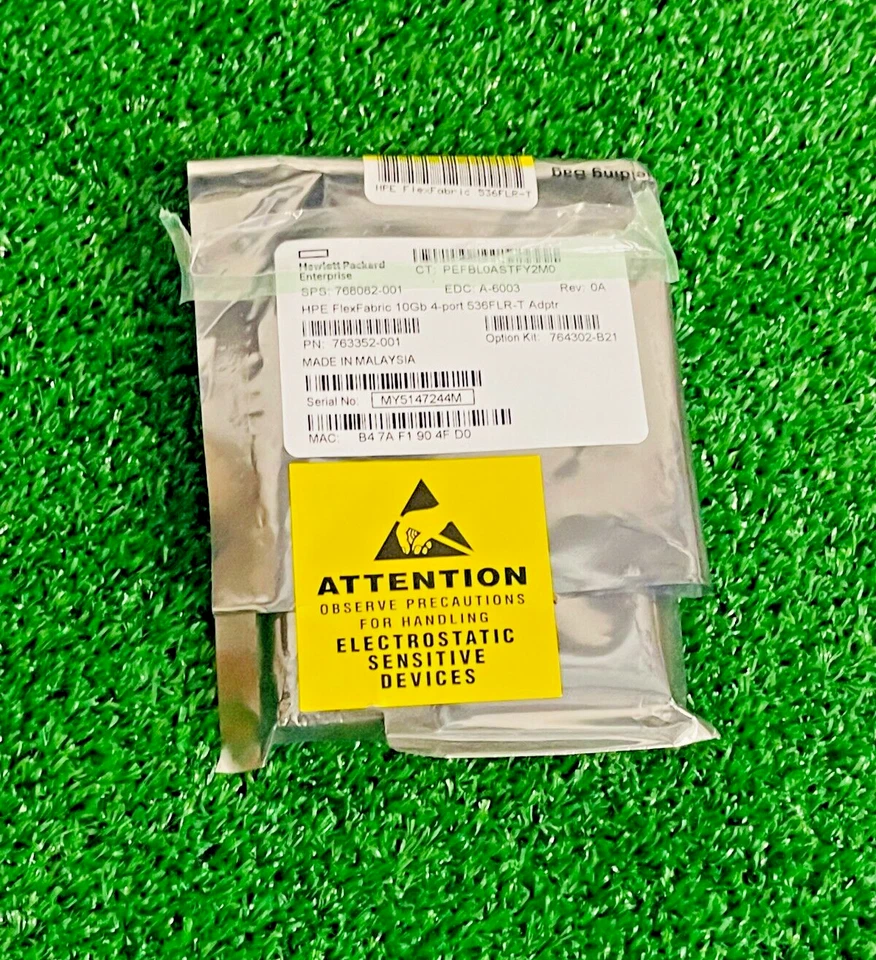 ielding Bag
HPE FlexFabric 536FLR-T
Hewlett Packard
Enterprise
CT: PEFBL0ASTFY2M0
SPS: 768082-001 EDC: A-6003 Rev: 0A
HPE FlexFabric 10Gb 4-port 536FLR-T Adptr
PN: 763352-001 Option Kit: 764302-B21
MADE IN MALAYSIA
Serial No: MY5147244M
MAC: B4 7A F1 90 4F D0
ATTENTION
OBSERVE PRECAUTIONS
FOR HANDLING
ELECTROSTATIC
SENSITIVE
DEVICES